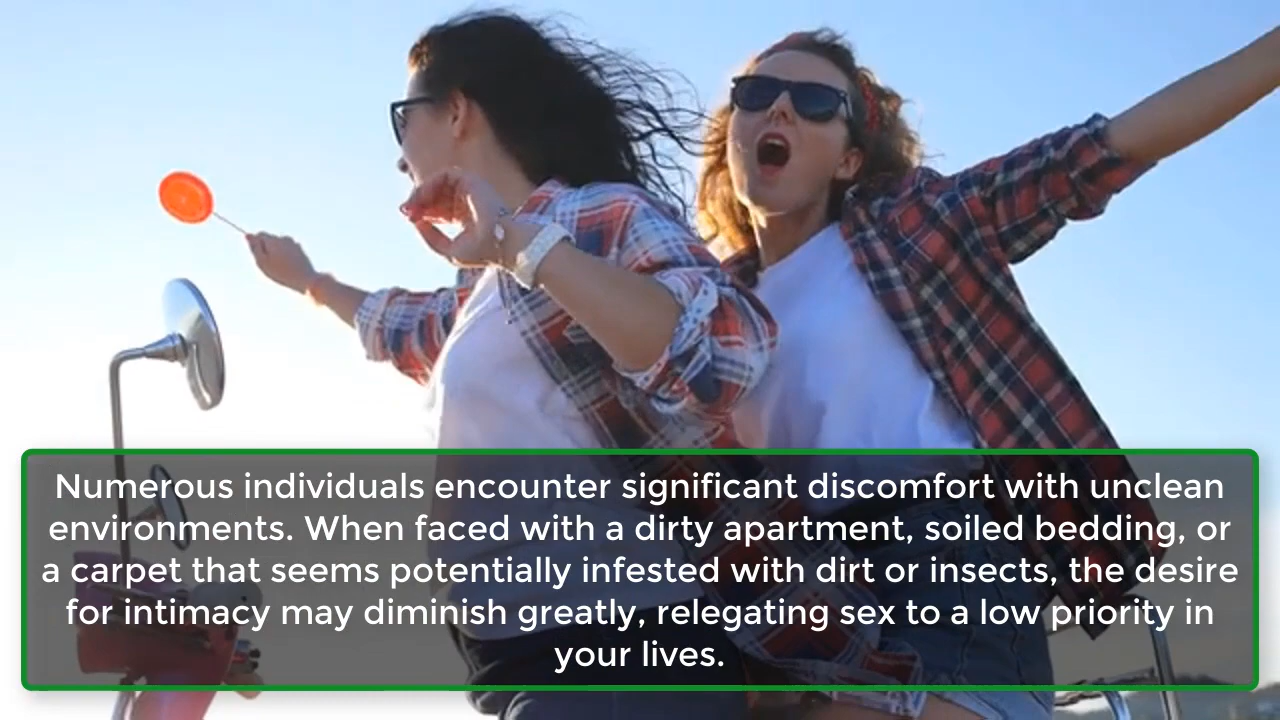 Numerous individuals encounter significant discomfort with unclean
environments. When faced with a dirty apartment, soiled bedding, or
a carpet that seems potentially infested with dirt or insects, the desire
for intimacy may diminish greatly, relegating sex to a low priority in
your lives.